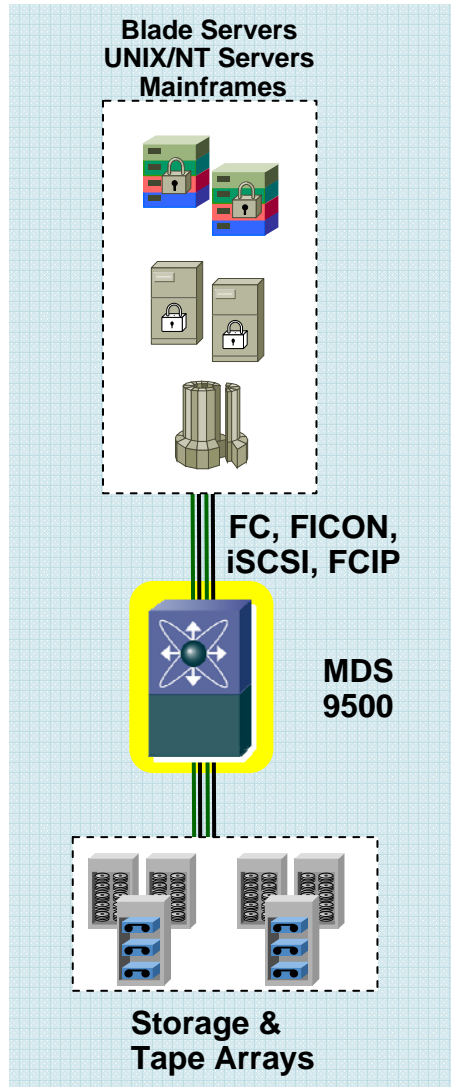 Blade Servers
UNIX/NT Servers
Mainframes
FC, FICON,
iSCSI, FCIP
MDS
9500
Storage &
Tape Arrays